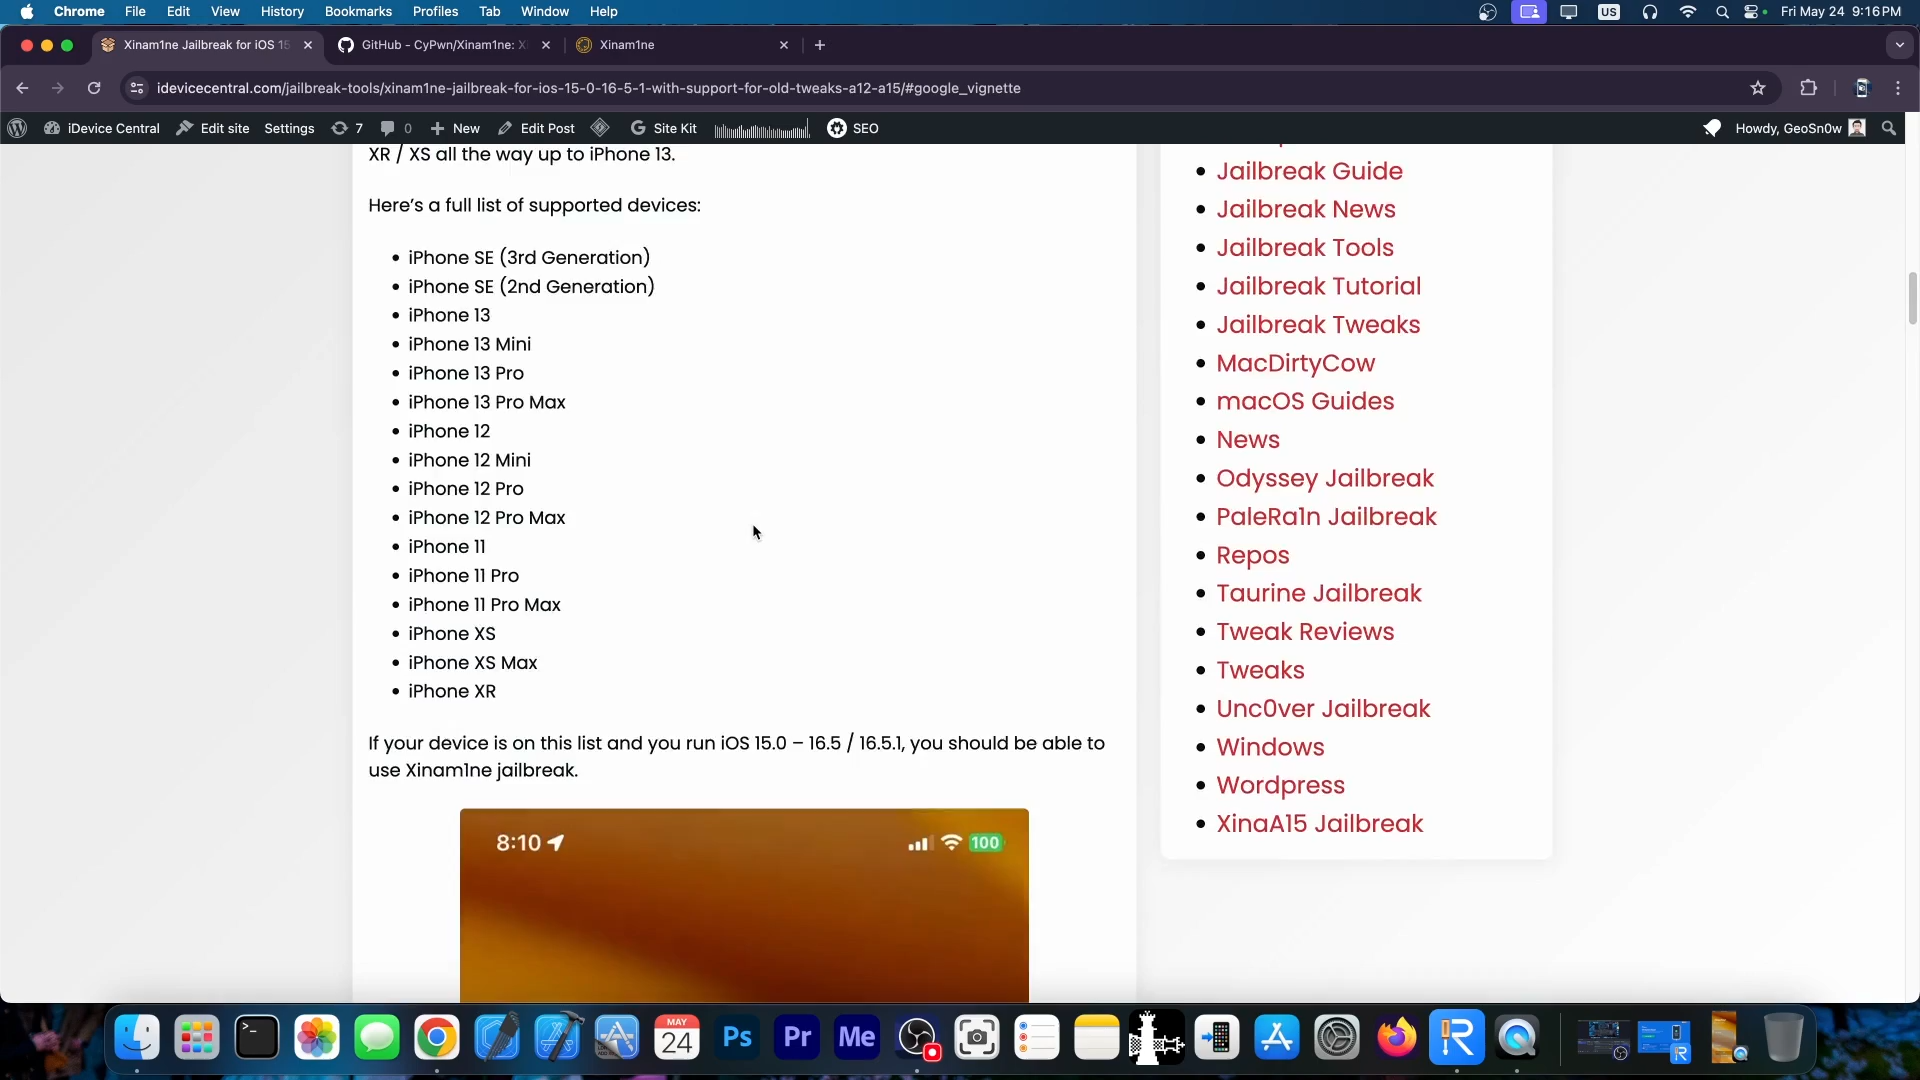 Chrome File Edit View History Bookmarks Profiles Tab Window Help
US
Fri May 24 9:16 PM
Xinam1ne Jailbreak for iOS 15
GitHub - CyPwn/Xinam1ne: X
Xinam1ne
idevicecentral.com/jailbreak-tools/xinam1ne-jailbreak-for-ios-15-0-16-5-1-with-support-for-old-tweaks-a12-a15/#google_vignette
iDevice Central Edit site Settings 7 0 New Edit Post Site Kit SEO
Howdy, GeoSn0w
XR / XS all the way up to iPhone 13.
Here's a full list of supported devices:
• iPhone SE (3rd Generation)
• iPhone SE (2nd Generation)
• iPhone 13
• iPhone 13 Mini
• iPhone 13 Pro
• iPhone 13 Pro Max
• iPhone 12
• iPhone 12 Mini
• iPhone 12 Pro
• iPhone 12 Pro Max
• iPhone 11
• iPhone 11 Pro
• iPhone 11 Pro Max
• iPhone XS
• iPhone XS Max
• iPhone XR
If your device is on this list and you run iOS 15.0 – 16.5 / 16.5.1, you should be able to
use Xinam1ne jailbreak.
8:10
100
• Jailbreak Guide
• Jailbreak News
• Jailbreak Tools
• Jailbreak Tutorial
• Jailbreak Tweaks
• MacDirtyCow
• macOS Guides
• News
• Odyssey Jailbreak
• PaleRa1n Jailbreak
• Repos
• Taurine Jailbreak
• Tweak Reviews
• Tweaks
• Unc0ver Jailbreak
• Windows
• Wordpress
• XinaA15 Jailbreak
MAY
24
Ps
Pr
Me